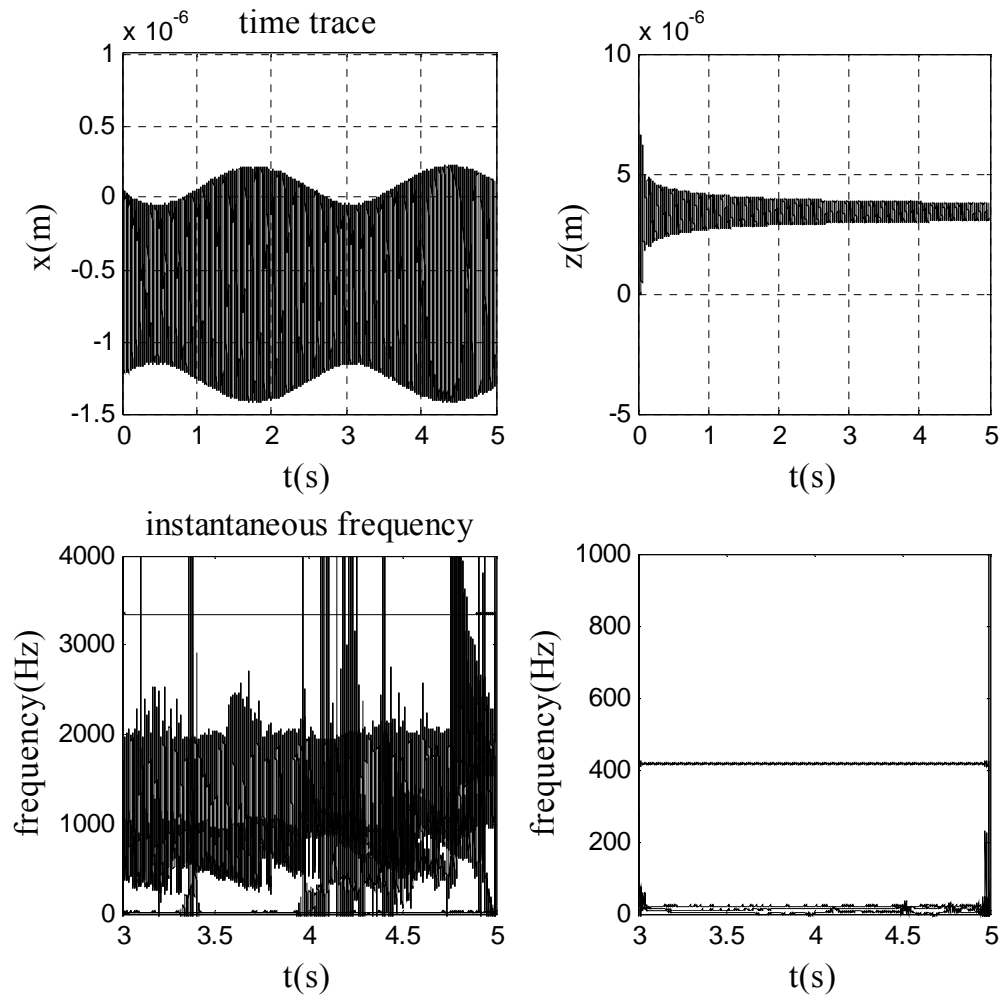 x 10^-6
time trace
1
0.5
0
-0.5
-1
-1.5
x(m)
0 1 2 3 4 5
t(s)
x 10^-6
10
5
0
-5
z(m)
0 1 2 3 4 5
t(s)
instantaneous frequency
4000
3000
2000
1000
0
frequency(Hz)
3 3.5 4 4.5 5
t(s)
1000
800
600
400
200
0
frequency(Hz)
3 3.5 4 4.5 5
t(s)